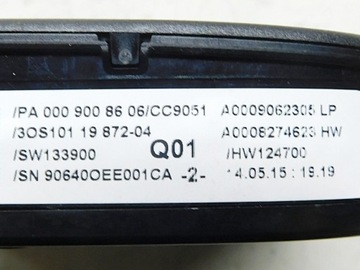 /PA 000 900 86 06/CC9051 A0009062305 LP
/3OS101 19 872-04 A0008274623 HW
/SW133900 Q01 /HW124700
/SN 90640OEE001CA -2- 14.05.15 : 19.19